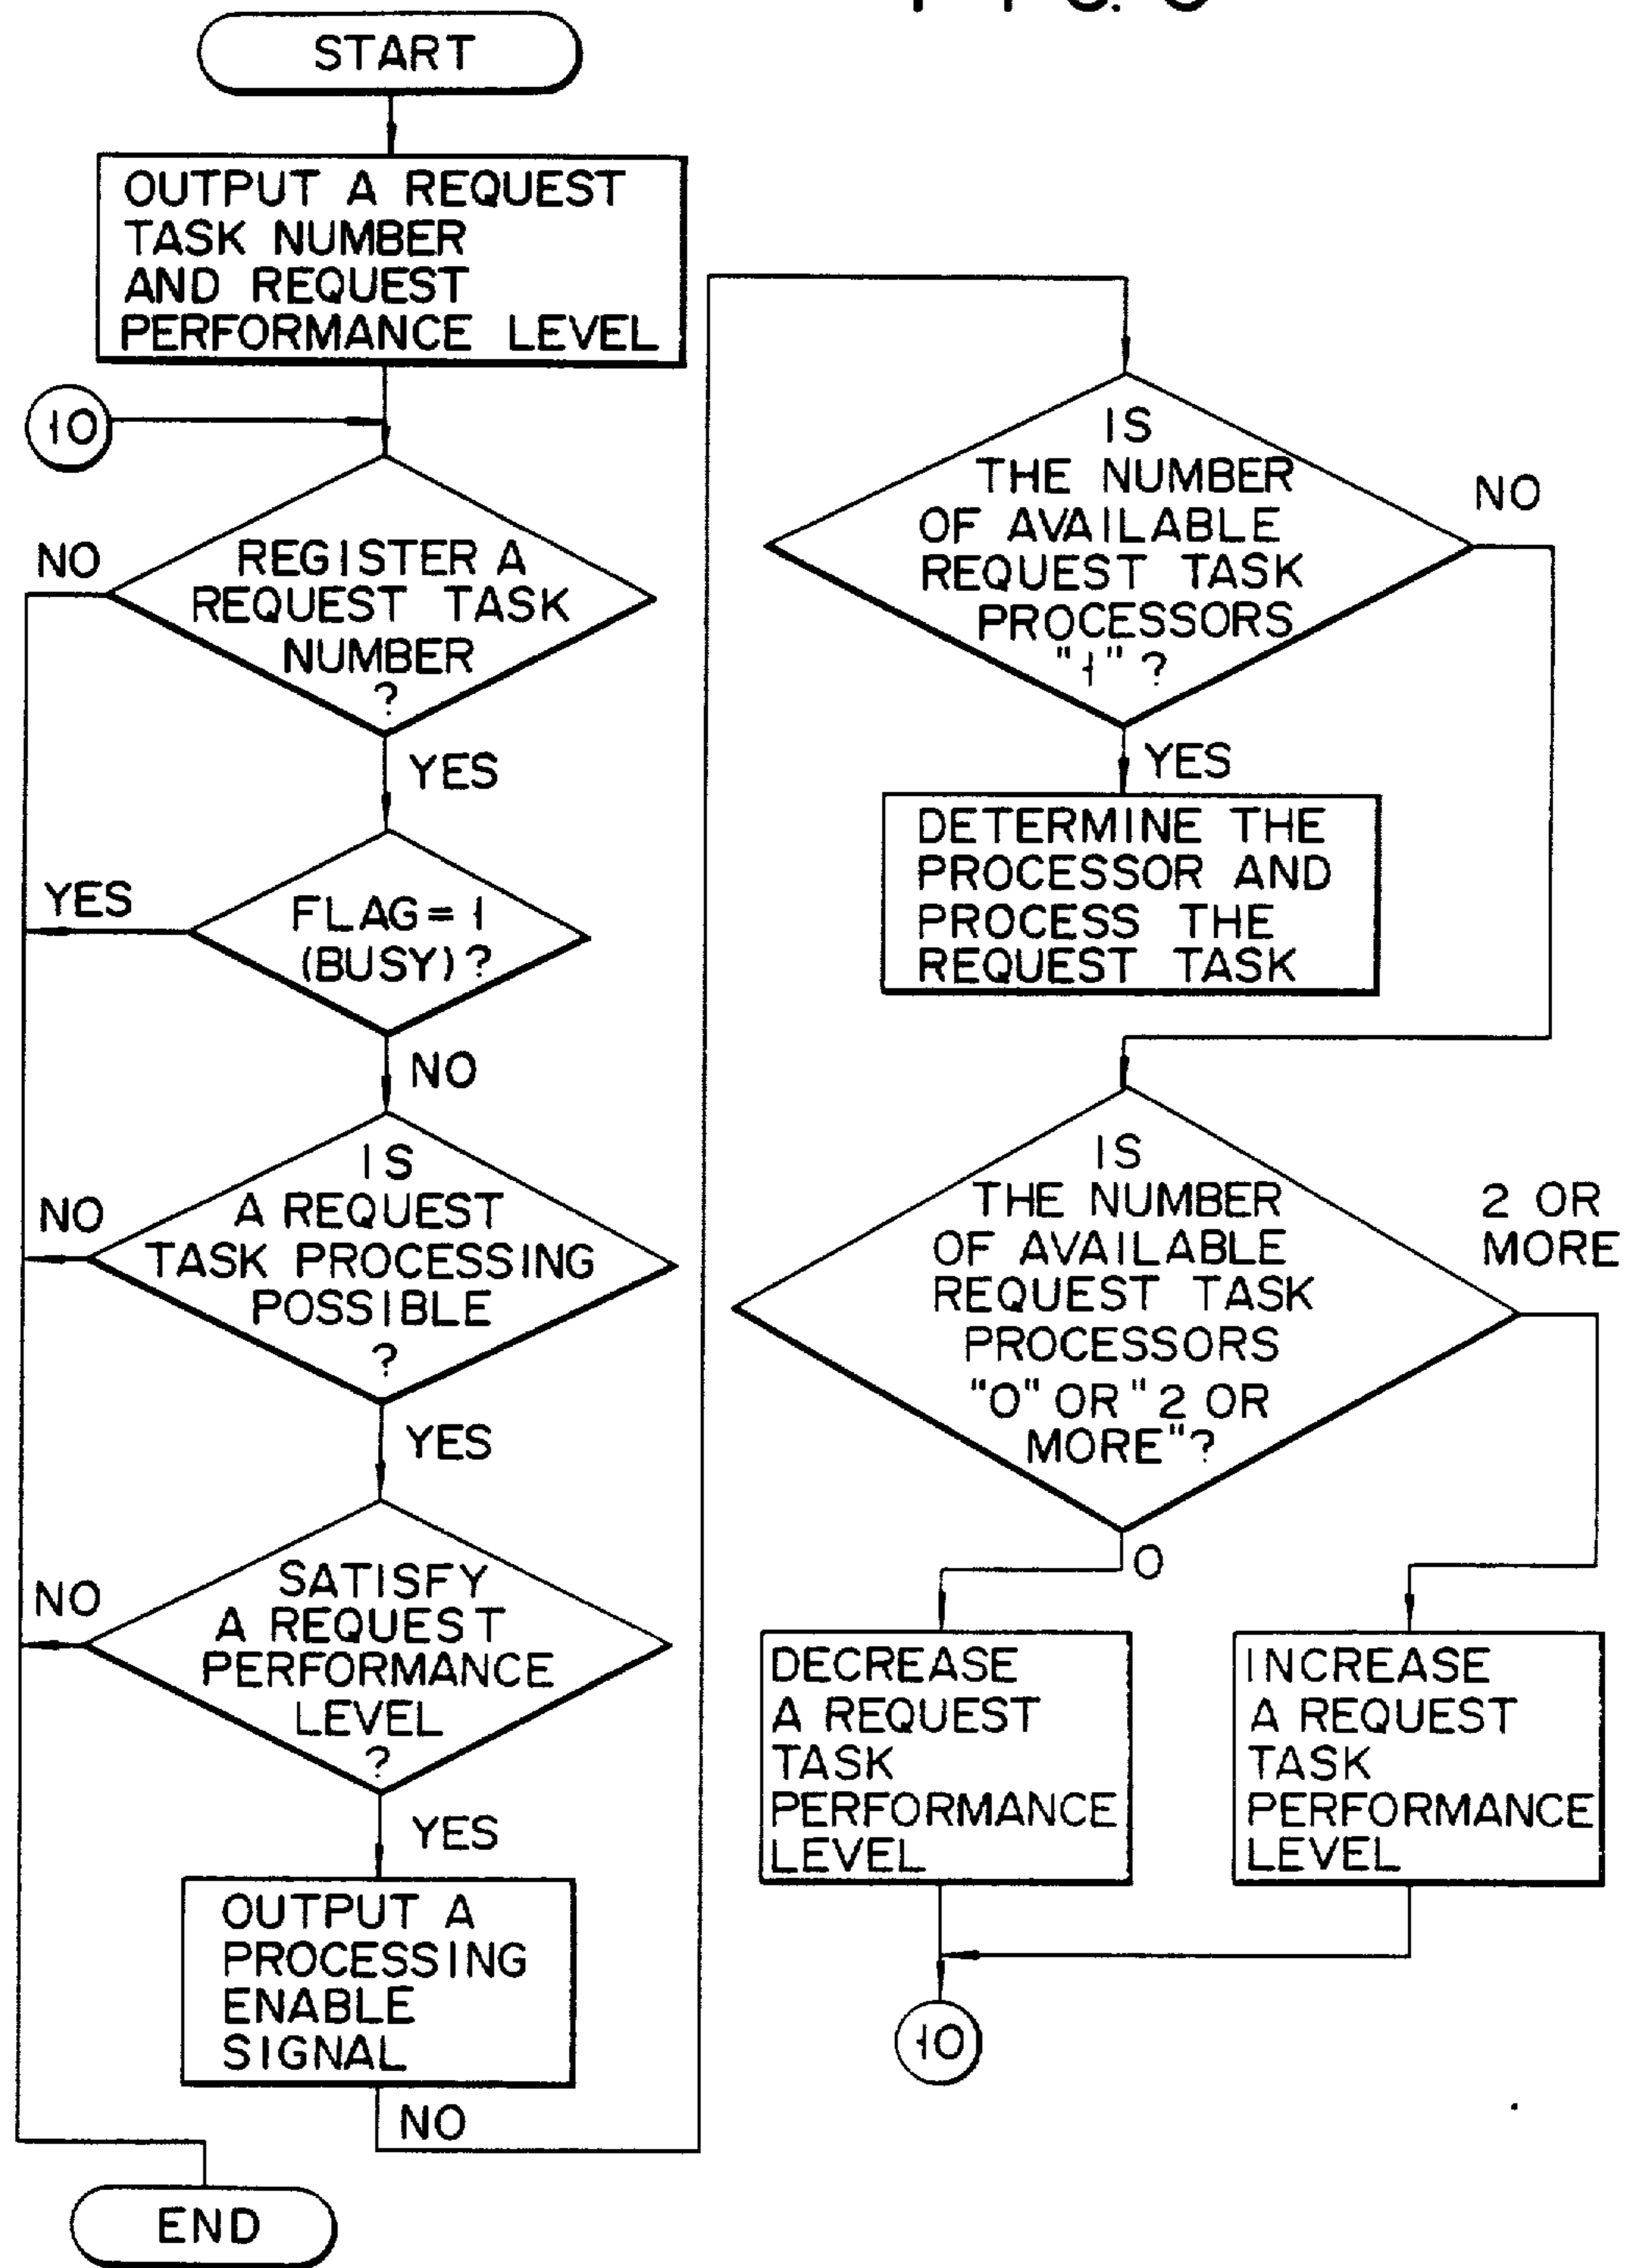 START
OUTPUT A REQUEST
TASK NUMBER
AND REQUEST
PERFORMANCE LEVEL
10
REGISTER A
REQUEST TASK
NUMBER
?
NO
YES
FLAG = 1
(BUSY) ?
YES
NO
IS
A REQUEST
TASK PROCESSING
POSSIBLE
?
NO
YES
SATISFY
A REQUEST
PERFORMANCE
LEVEL
?
NO
YES
OUTPUT A
PROCESSING
ENABLE
SIGNAL
NO
END
IS
THE NUMBER
OF AVAILABLE
REQUEST TASK
PROCESSORS
"1" ?
NO
YES
DETERMINE THE
PROCESSOR AND
PROCESS THE
REQUEST TASK
IS
THE NUMBER
OF AVAILABLE
REQUEST TASK
PROCESSORS
"0" OR "2 OR
MORE" ?
2 OR
MORE
0
DECREASE
A REQUEST
TASK
PERFORMANCE
LEVEL
INCREASE
A REQUEST
TASK
PERFORMANCE
LEVEL
10